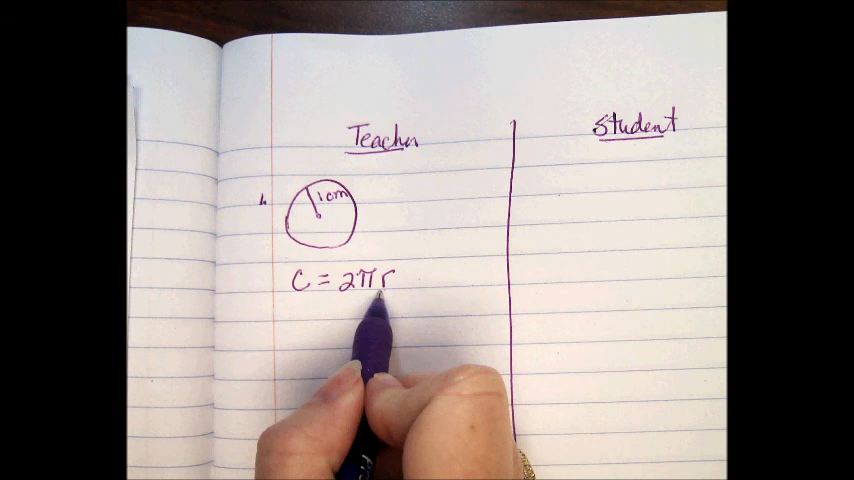 Teacher
Student
1.
1cm
C = 2πr